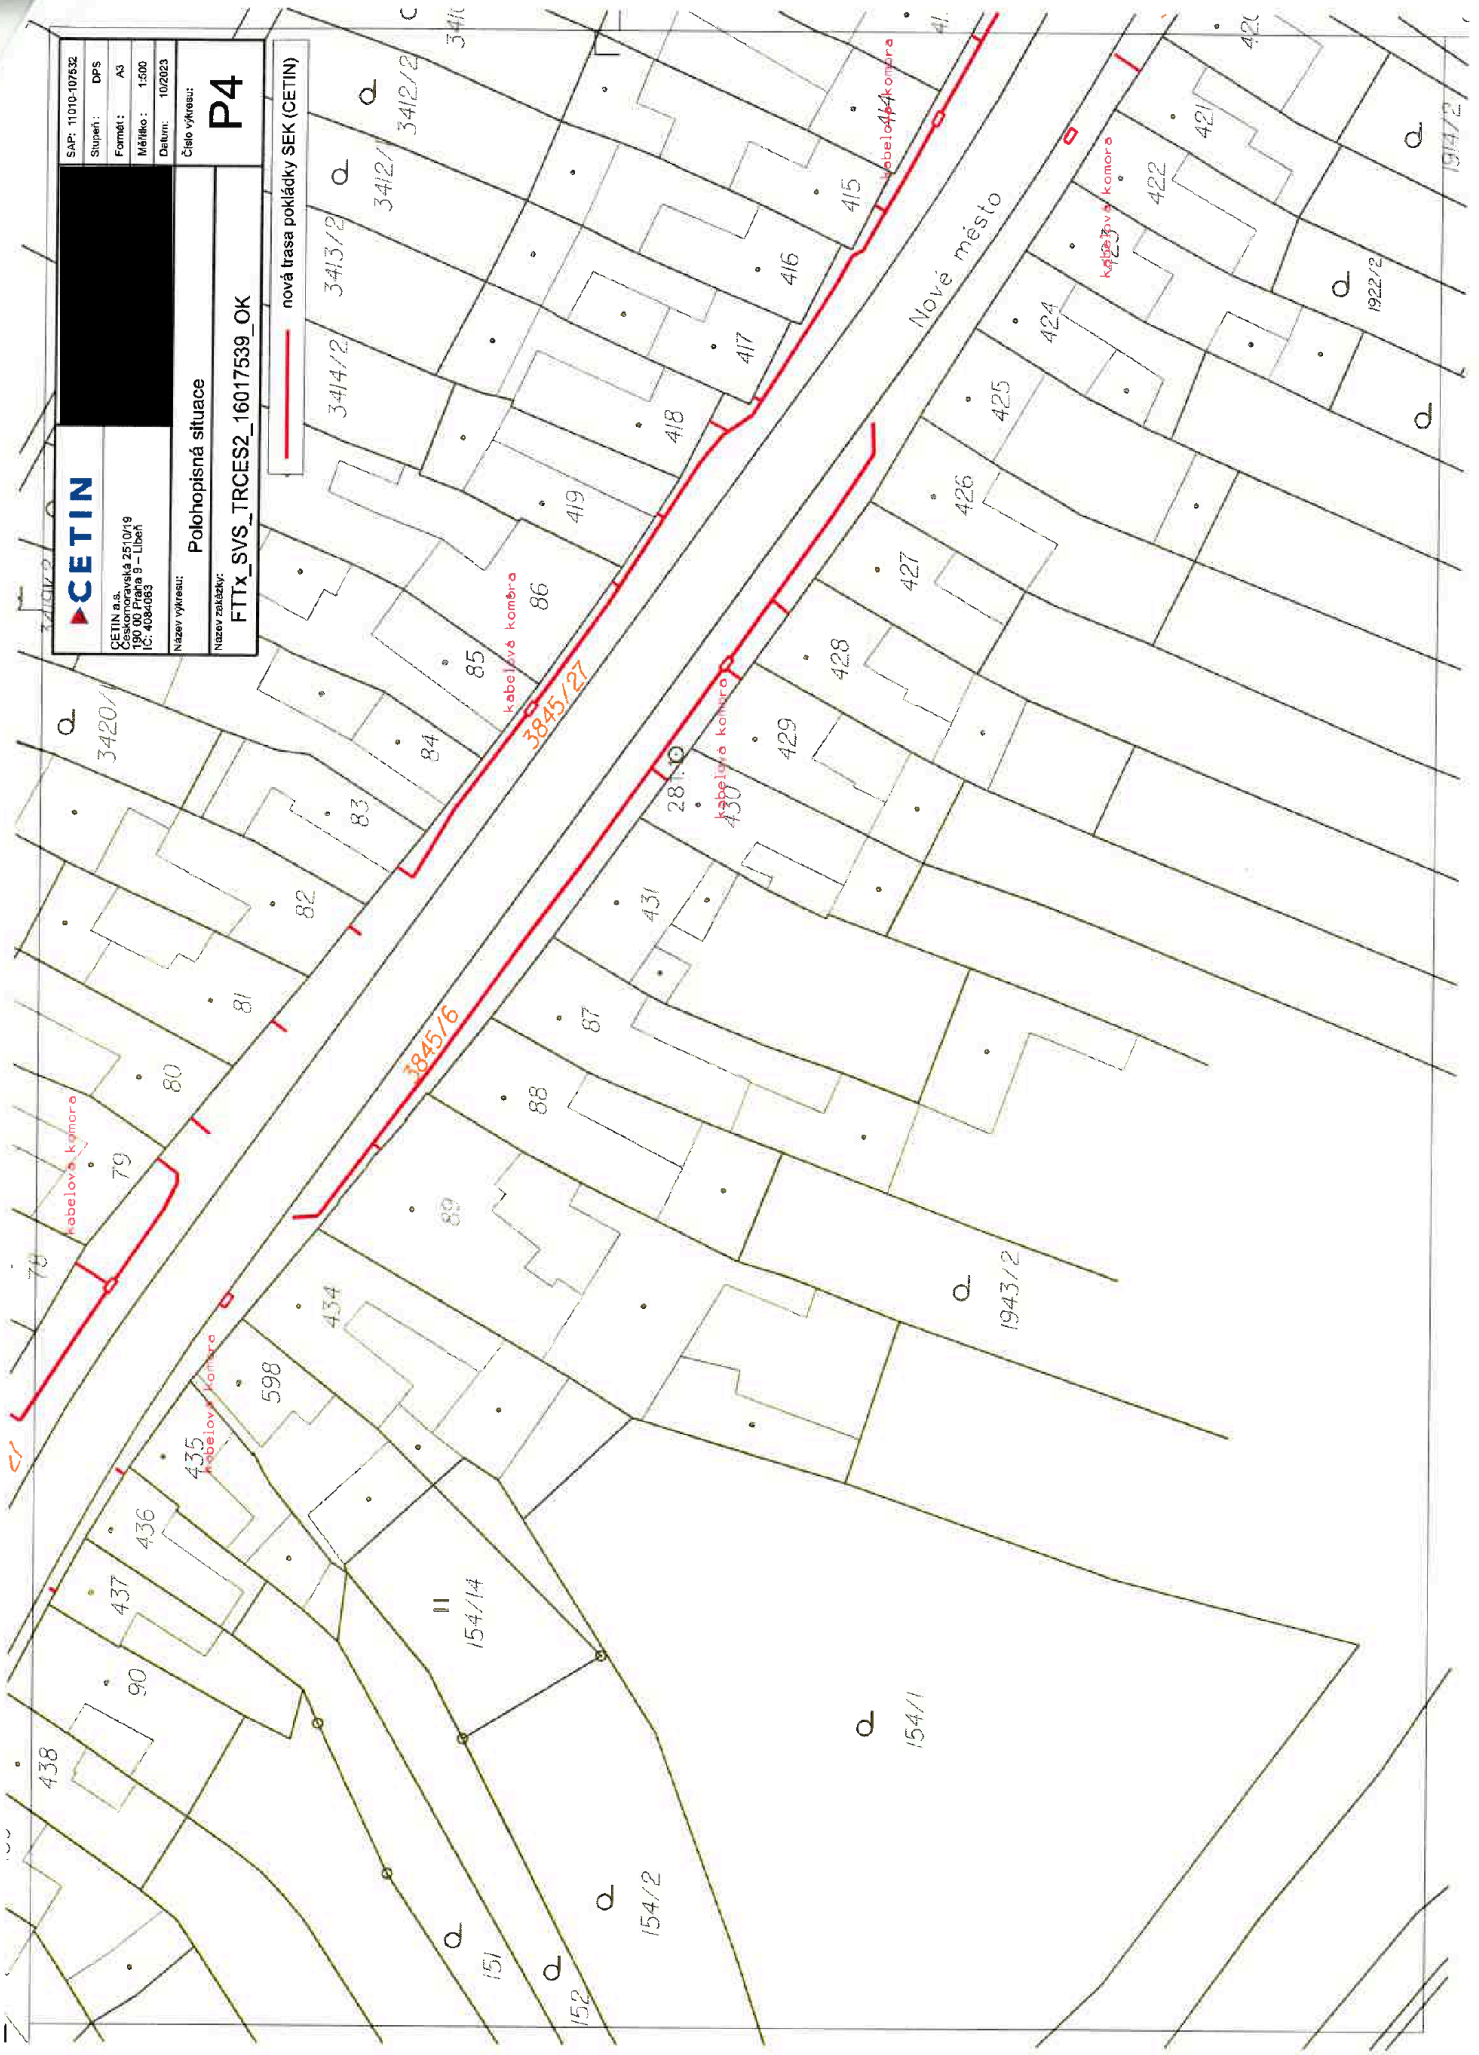 CETIN
CETIN a.s.
Českomoravská 2510/19
190 00 Praha 9 – Libeň
IČ: 4084063
SAP: 11010-107632
Stupeň: DPS
Formát: A3
Měřítko: 1:500
Datum: 10/2023
Název výkresu:
Polohopisná situace
Číslo výkresu:
P4
Název zakázky:
FTTx_SVS_TRCES2_16017539_OK
nová trasa pokládky SEK (CETIN)
3420/
3414/2
3413/2
3412/
3412/2
438
90
437
436
435
598
434
89
88
87
431
430
429
428
427
426
425
424
422
421
78
79
80
81
82
83
84
85
86
419
418
417
416
415
414
kabelová komora
kabelová komora
kabelová komora
kabelová komora
kabelová komora
kabelová komora
3845/27
3845/6
Nové město
281
151
152
154/2
154/14
154/1
1943/2
1922/2
1914/2